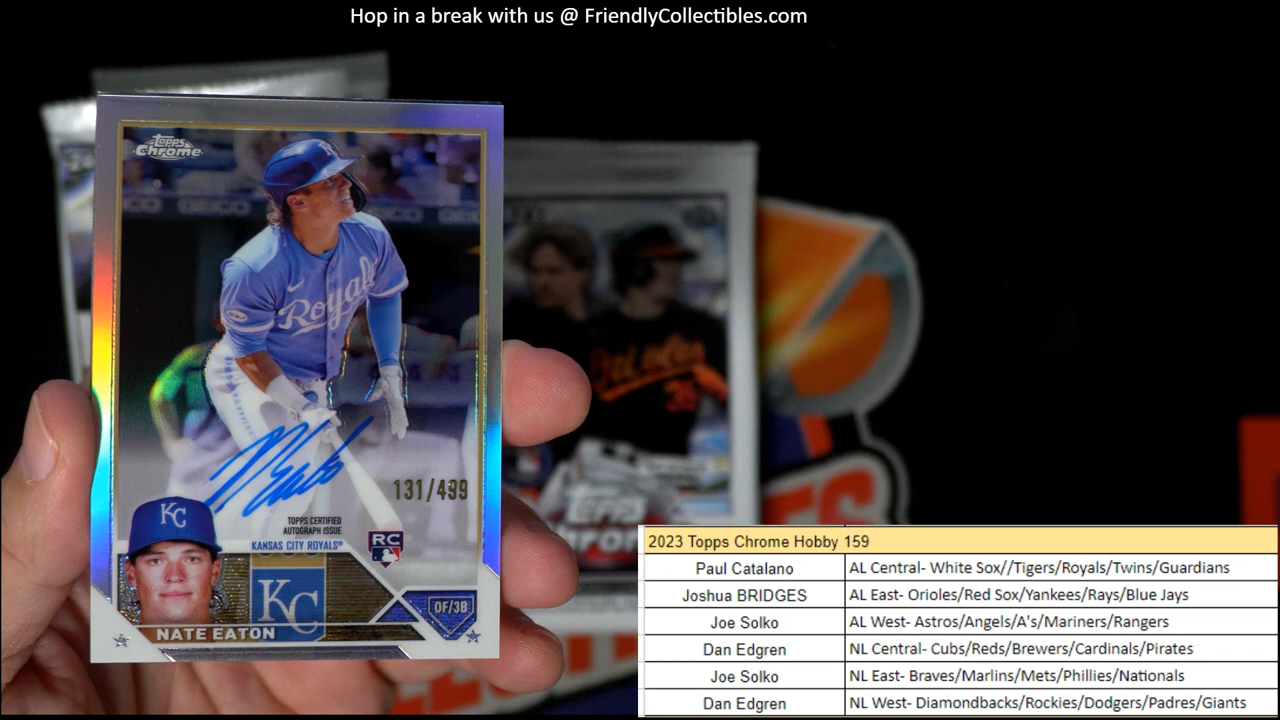 Hop in a break with us @ FriendlyCollectibles.com
Topps Chrome
GEICO
Royals
Orioles
131/499
TOPPS CERTIFIED
AUTOGRAPH ISSUE
KANSAS CITY ROYALS®
RC
KC
KC
OF/3B
NATE EATON
Topps
2023 Topps Chrome Hobby 159
Paul Catalano AL Central- White Sox//Tigers/Royals/Twins/Guardians
Joshua BRIDGES AL East- Orioles/Red Sox/Yankees/Rays/Blue Jays
Joe Solko AL West- Astros/Angels/A's/Mariners/Rangers
Dan Edgren NL Central- Cubs/Reds/Brewers/Cardinals/Pirates
Joe Solko NL East- Braves/Marlins/Mets/Phillies/Nationals
Dan Edgren NL West- Diamondbacks/Rockies/Dodgers/Padres/Giants